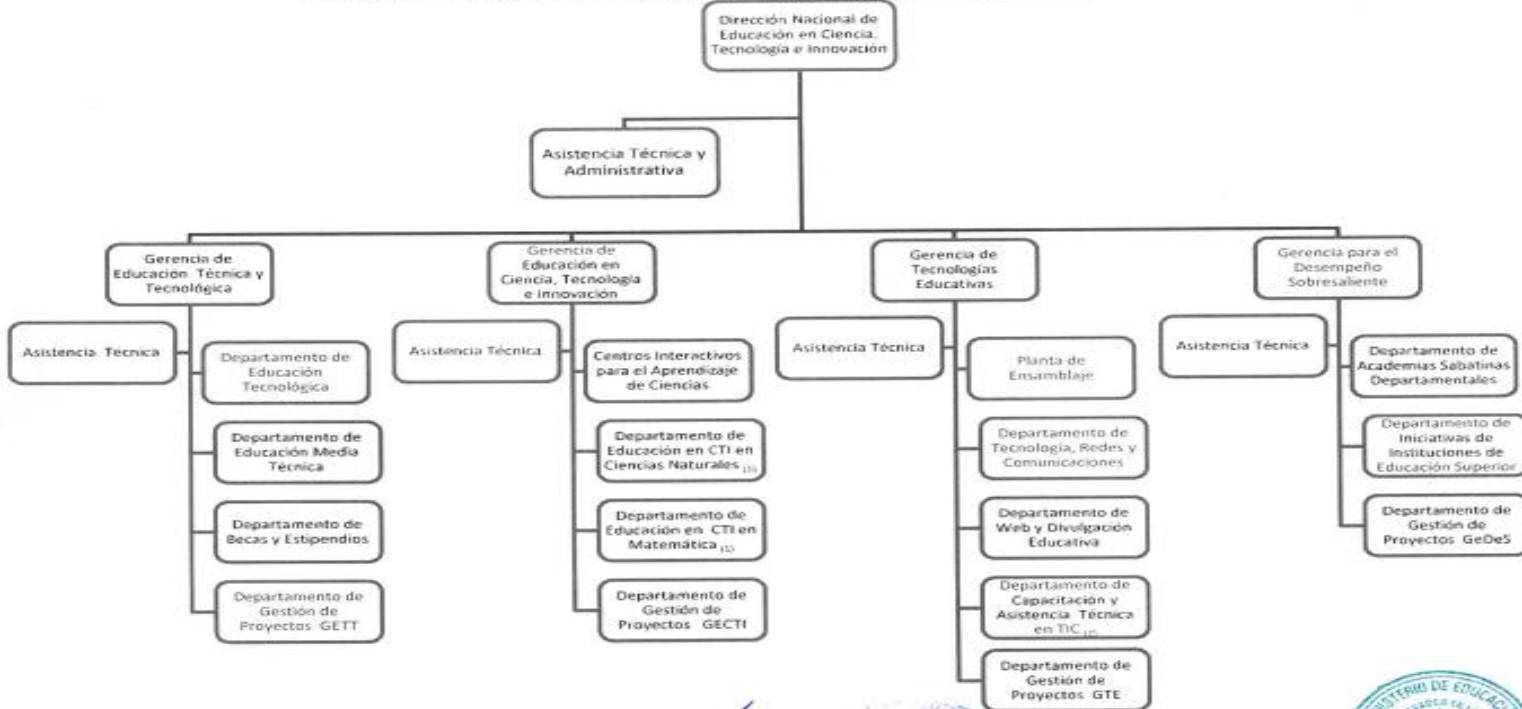 Dirección Nacional de
Educación en Ciencia,
Tecnología e Innovación
Asistencia Técnica y
Administrativa
Gerencia de
Educación Técnica y
Tecnológica
Gerencia de
Educación en
Ciencia, Tecnología
e Innovación
Gerencia de
Tecnologías
Educativas
Gerencia para el
Desempeño
Sobresaliente
Asistencia Técnica
Departamento de
Educación
Tecnológica
Departamento de
Educación Media
Técnica
Departamento de
Becas y Estipendios
Departamento de
Gestión de
Proyectos GETT
Asistencia Técnica
Centros Interactivos
para el Aprendizaje
de Ciencias
Departamento de
Educación en CTI en
Ciencias Naturales (1)
Departamento de
Educación en CTI en
Matemática (1)
Departamento de
Gestión de
Proyectos GECTI
Asistencia Técnica
Planta de
Ensamblaje
Departamento de
Tecnología, Redes y
Comunicaciones
Departamento de
Web y Divulgación
Educativa
Departamento de
Capacitación y
Asistencia Técnica
en TIC
Departamento de
Gestión de
Proyectos GTE
Asistencia Técnica
Departamento de
Academias Sabatinas
Departamentales
Departamento de
Iniciativas de
Instituciones de
Educación Superior
Departamento de
Gestión de
Proyectos GeDeS